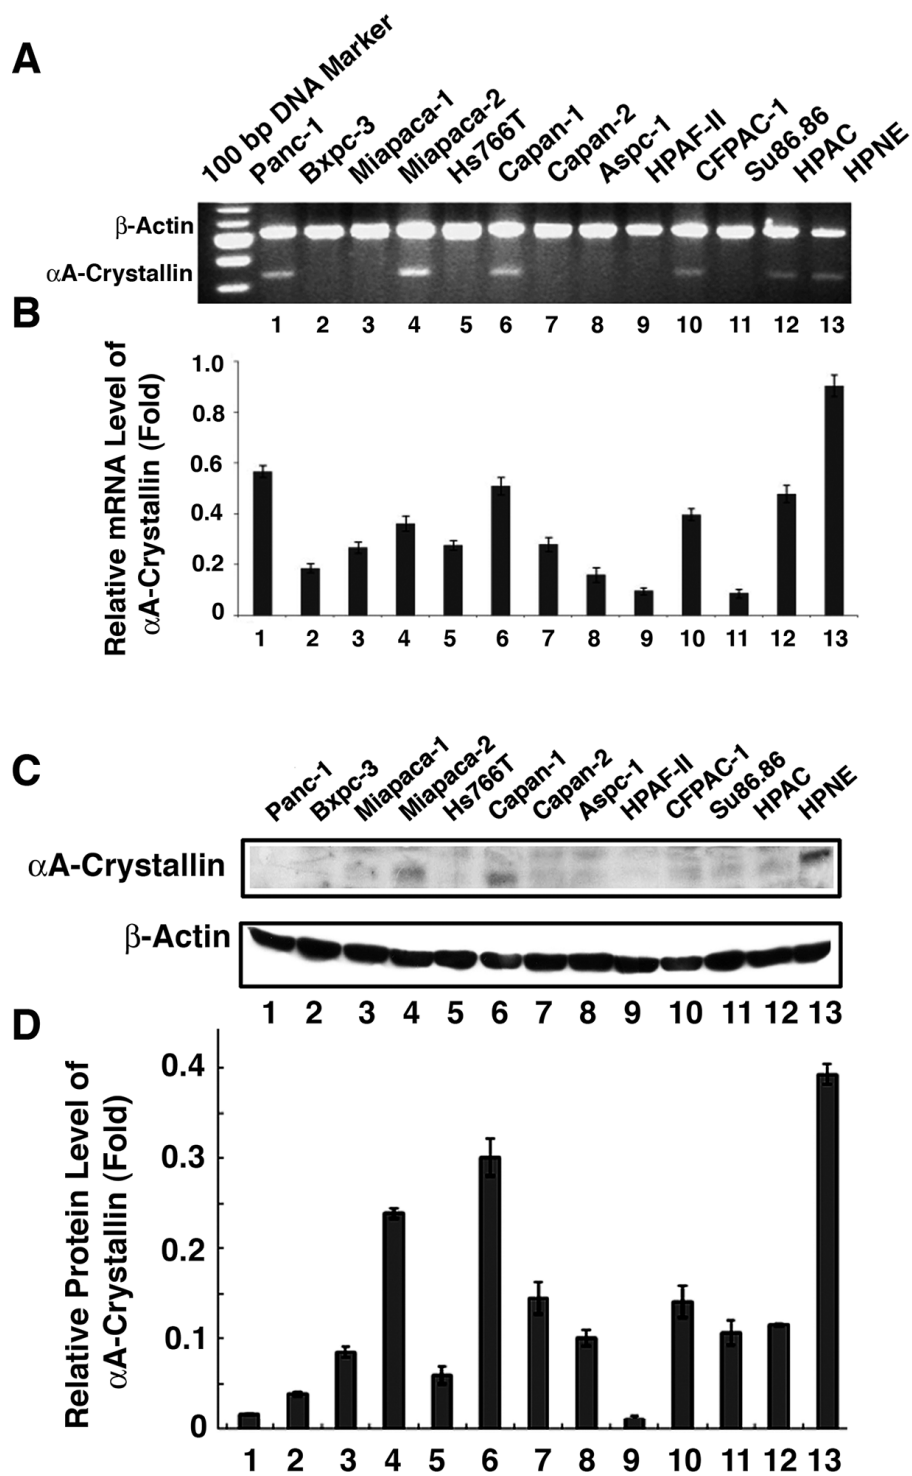 A
100 bp DNA Marker
Panc-1
Bxpc-3
Miapaca-1
Miapaca-2
Hs766T
Capan-1
Capan-2
Aspc-1
HPAF-II
CFPAC-1
Su86.86
HPAC
HPNE
β-Actin
αA-Crystallin
1 2 3 4 5 6 7 8 9 10 11 12 13
B
Relative mRNA Level of
αA-Crystallin (Fold)
1.0
0.8
0.6
0.4
0.2
0
1 2 3 4 5 6 7 8 9 10 11 12 13
C
Panc-1
Bxpc-3
Miapaca-1
Miapaca-2
Hs766T
Capan-1
Capan-2
Aspc-1
HPAF-II
CFPAC-1
Su86.86
HPAC
HPNE
αA-Crystallin
β-Actin
1 2 3 4 5 6 7 8 9 10 11 12 13
D
Relative Protein Level of
αA-Crystallin (Fold)
0.4
0.3
0.2
0.1
0
1 2 3 4 5 6 7 8 9 10 11 12 13